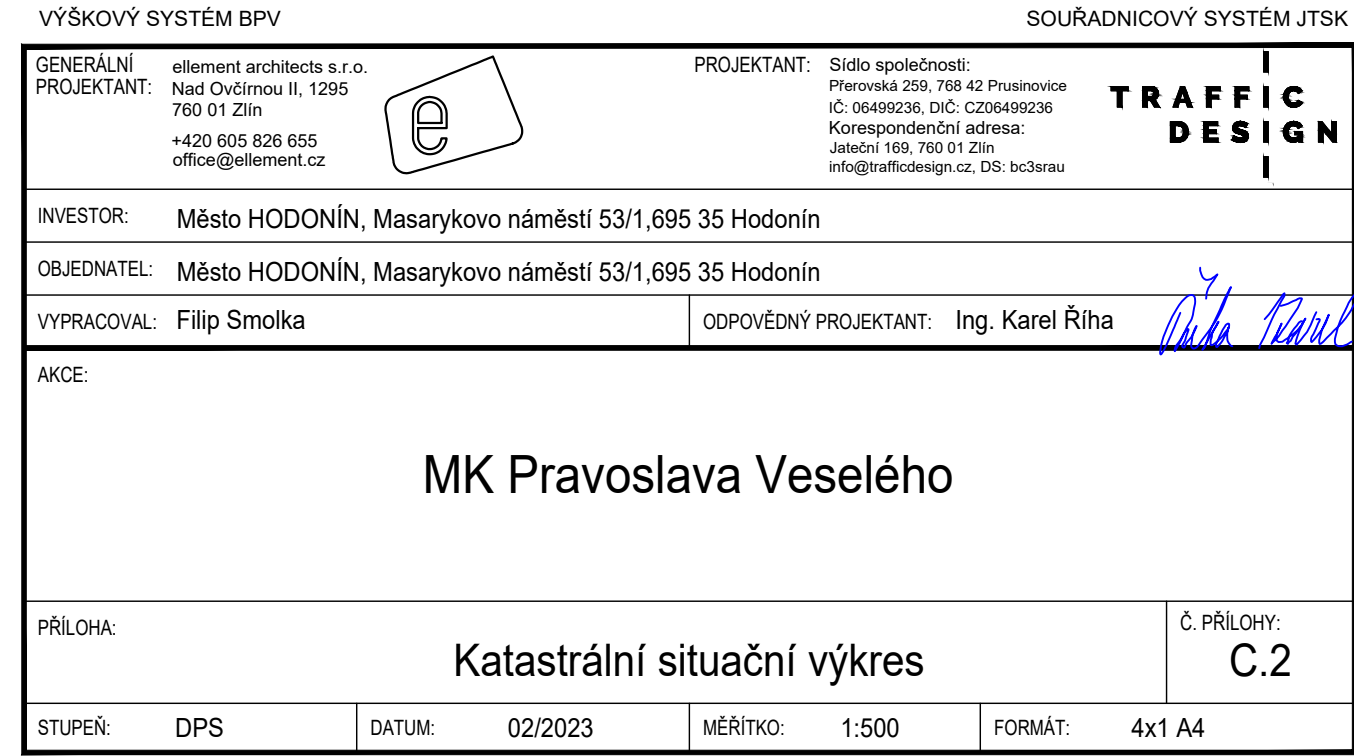 VÝŠKOVÝ SYSTÉM BPV
SOUŘADNICOVÝ SYSTÉM JTSK
GENERÁLNÍ
PROJEKTANT:
ellement architects s.r.o.
Nad Ovčírnou II, 1295
760 01 Zlín
+420 605 826 655
office@ellement.cz
e
PROJEKTANT:
Sídlo společnosti:
Přerovská 259, 768 42 Prusinovice
IČ: 06499236, DIČ: CZ06499236
Korespondenční adresa:
Jateční 169, 760 01 Zlín
info@trafficdesign.cz, DS: bc3srau
TRAFFIC
DESIGN
INVESTOR: Město HODONÍN, Masarykovo náměstí 53/1,695 35 Hodonín
OBJEDNATEL: Město HODONÍN, Masarykovo náměstí 53/1,695 35 Hodonín
VYPRACOVAL: Filip Smolka
ODPOVĚDNÝ PROJEKTANT: Ing. Karel Říha
Říha Karel
AKCE:
MK Pravoslava Veselého
PŘÍLOHA:
Katastrální situační výkres
Č. PŘÍLOHY:
C.2
STUPEŇ: DPS
DATUM: 02/2023
MĚŘÍTKO: 1:500
FORMÁT: 4x1 A4